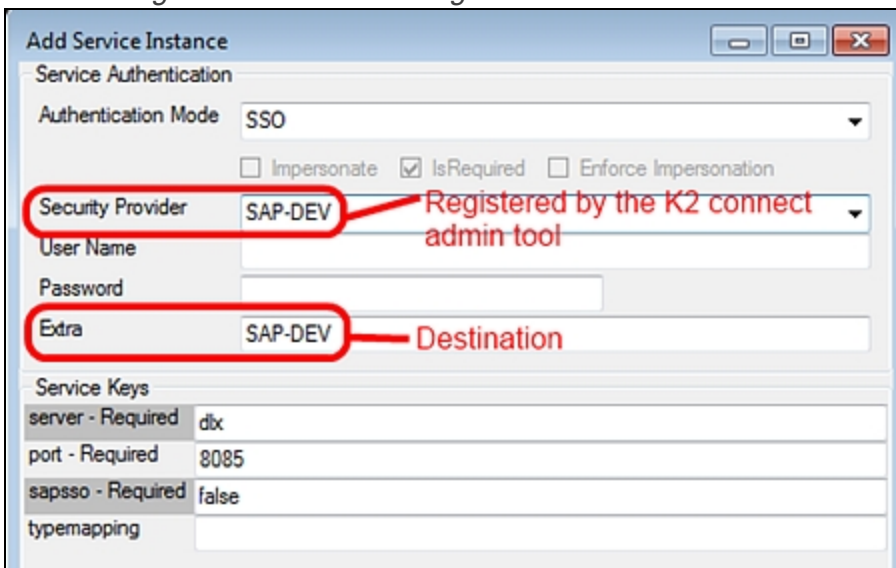 Add Service Instance
Service Authentication
Authentication Mode SSO
Impersonate IsRequired Enforce Impersonation
Security Provider SAP-DEV Registered by the K2 connect
admin tool
User Name
Password
Extra SAP-DEV Destination
Service Keys
server - Required dlx
port - Required 8085
sapsso - Required false
typemapping